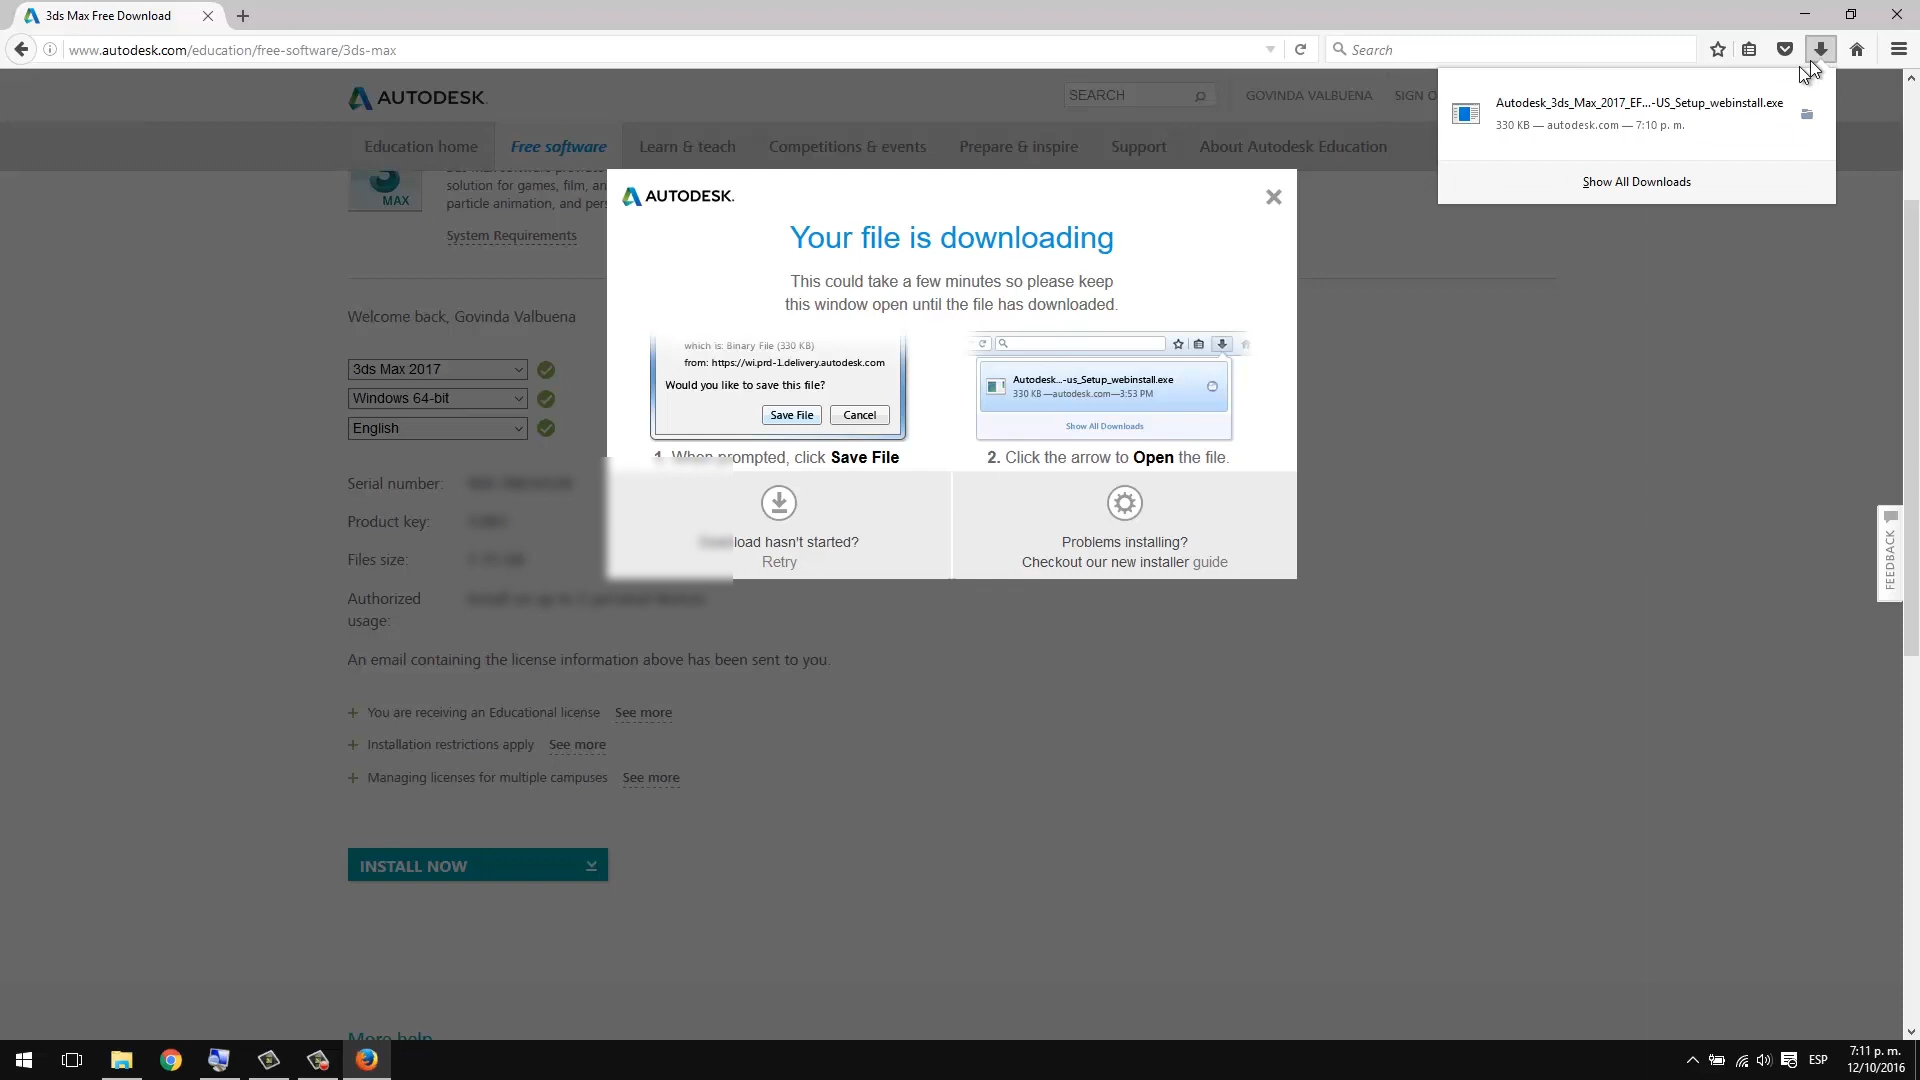 3ds Max Free Download
www.autodesk.com/education/free-software/3ds-max
Search
AUTODESK.
SEARCH
GOVINDA VALBUENA
SIGN O
Autodesk_3ds_Max_2017_EF...-US_Setup_webinstall.exe
330 KB — autodesk.com — 7:10 p. m.
Show All Downloads
Education home
Free software
Learn & teach
Competitions & events
Prepare & inspire
Support
About Autodesk Education
3
MAX
solution for games, film, an
particle animation, and pers
System Requirements
AUTODESK.
Your file is downloading
This could take a few minutes so please keep
this window open until the file has downloaded.
which is: Binary File (330 KB)
from: https://wi.prd-1.delivery.autodesk.com
Would you like to save this file?
Save File
Cancel
Autodesk...-us_Setup_webinstall.exe
330 KB —autodesk.com—3:53 PM
Show All Downloads
1. When prompted, click Save File
2. Click the arrow to Open the file.
load hasn't started?
Retry
Problems installing?
Checkout our new installer guide
Welcome back, Govinda Valbuena
3ds Max 2017
Windows 64-bit
English
Serial number:
Product key:
Files size:
Authorized
usage:
An email containing the license information above has been sent to you.
+ You are receiving an Educational license See more
+ Installation restrictions apply See more
+ Managing licenses for multiple campuses See more
INSTALL NOW
FEEDBACK
More help
ESP
7:11 p. m.
12/10/2016